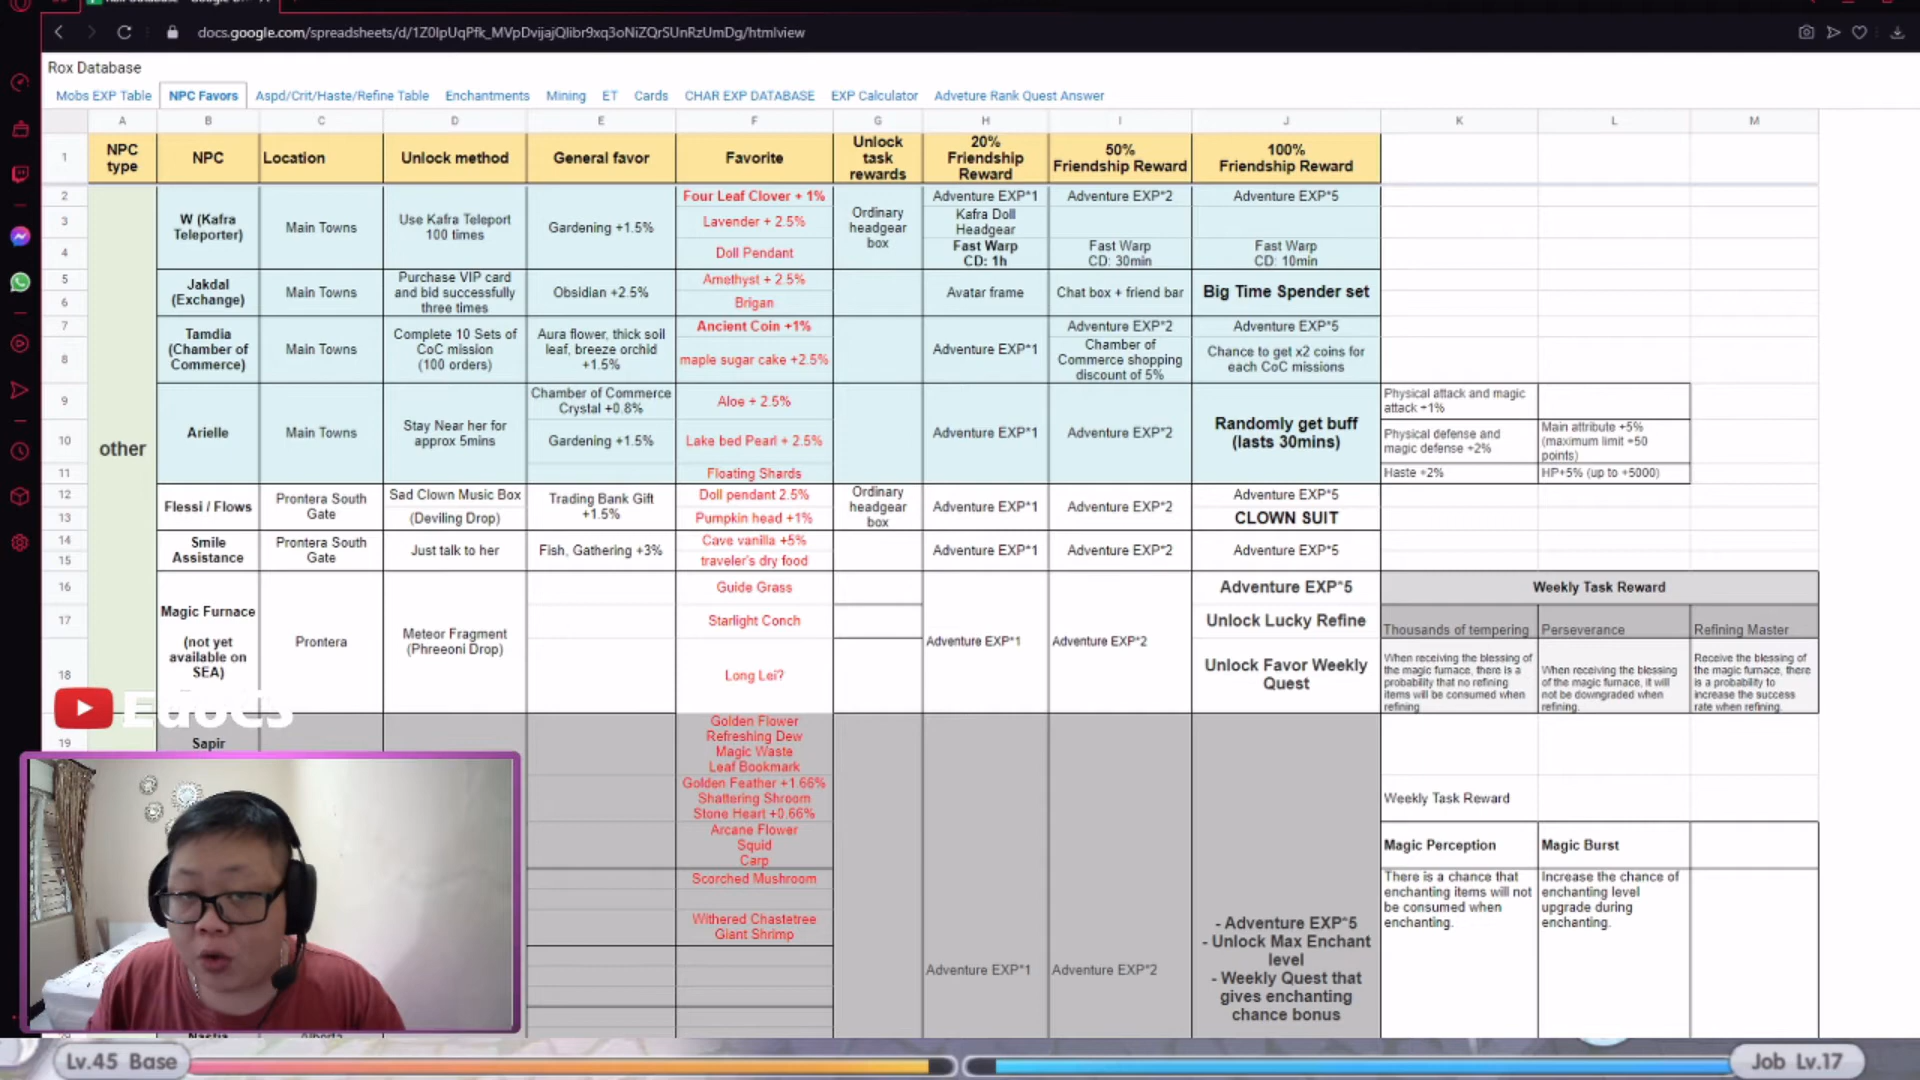 docs.google.com/spreadsheets/d/1Z0IpUqPfk_MVpDvijajQlibr9xq3oNiZQrSUnRzUmDg/htmlview
Rox Database
Mobs EXP Table NPC Favors Aspd/Crit/Haste/Refine Table Enchantments Mining ET Cards CHAR EXP DATABASE EXP Calculator Adveture Rank Quest Answer
A B C D E F G H I J K L M
1
NPC
type
NPC
Location
Unlock method
General favor
Favorite
Unlock
task
rewards
20%
Friendship
Reward
50%
Friendship Reward
100%
Friendship Reward
other
2
3
4
W (Kafra
Teleporter)
Main Towns
Use Kafra Teleport
100 times
Gardening +1.5%
Four Leaf Clover + 1%
Lavender + 2.5%
Doll Pendant
Ordinary
headgear
box
Adventure EXP*1
Kafra Doll
Headgear
Fast Warp
CD: 1h
Adventure EXP*2
Fast Warp
CD: 30min
Adventure EXP*5
Fast Warp
CD: 10min
5
6
Jakdal
(Exchange)
Main Towns
Purchase VIP card
and bid successfully
three times
Obsidian +2.5%
Amethyst + 2.5%
Brigan
Avatar frame
Chat box + friend bar
Big Time Spender set
7
8
Tamdia
(Chamber of
Commerce)
Main Towns
Complete 10 Sets of
CoC mission
(100 orders)
Aura flower, thick soil
leaf, breeze orchid
+1.5%
Ancient Coin +1%
maple sugar cake +2.5%
Adventure EXP*1
Adventure EXP*2
Chamber of
Commerce shopping
discount of 5%
Adventure EXP*5
Chance to get x2 coins for
each CoC missions
9
10
11
Arielle
Main Towns
Stay Near her for
approx 5mins
Chamber of Commerce
Crystal +0.8%
Gardening +1.5%
Aloe + 2.5%
Lake bed Pearl + 2.5%
Floating Shards
Adventure EXP*1
Adventure EXP*2
Randomly get buff
(lasts 30mins)
Physical attack and magic
attack +1%
Physical defense and
magic defense +2%
Main attribute +5%
(maximum limit +50
points)
Haste +2%
HP+5% (up to +5000)
12
13
Flessi / Flows
Prontera South
Gate
Sad Clown Music Box
(Deviling Drop)
Trading Bank Gift
+1.5%
Doll pendant 2.5%
Pumpkin head +1%
Ordinary
headgear
box
Adventure EXP*1
Adventure EXP*2
Adventure EXP*5
CLOWN SUIT
14
15
Smile
Assistance
Prontera South
Gate
Just talk to her
Fish, Gathering +3%
Cave vanilla +5%
traveler's dry food
Adventure EXP*1
Adventure EXP*2
Adventure EXP*5
16
17
18
Magic Furnace
(not yet
available on
SEA)
Prontera
Meteor Fragment
(Phreeoni Drop)
Guide Grass
Starlight Conch
Long Lei?
Adventure EXP*1
Adventure EXP*2
Adventure EXP*5
Unlock Lucky Refine
Unlock Favor Weekly
Quest
Weekly Task Reward
Thousands of tempering
Perseverance
Refining Master
When receiving the blessing of
the magic furnace, there is a
probability that no refining
items will be consumed when
refining
When receiving the blessing
of the magic furnace, it will
not be downgraded when
refining.
Receive the blessing of
the magic furnace, there
is a probability to
increase the success
rate when refining.
19
Sapir
Golden Flower
Refreshing Dew
Magic Waste
Leaf Bookmark
Golden Feather +1.66%
Shattering Shroom
Stone Heart +0.66%
Arcane Flower
Squid
Carp
Scorched Mushroom
Withered Chastetree
Giant Shrimp
Adventure EXP*1
Adventure EXP*2
- Adventure EXP*5
- Unlock Max Enchant
level
- Weekly Quest that
gives enchanting
chance bonus
Weekly Task Reward
Magic Perception
Magic Burst
There is a chance that
enchanting items will not
be consumed when
enchanting.
Increase the chance of
enchanting level
upgrade during
enchanting.
EdoCs
Lv.45 Base
Job Lv.17